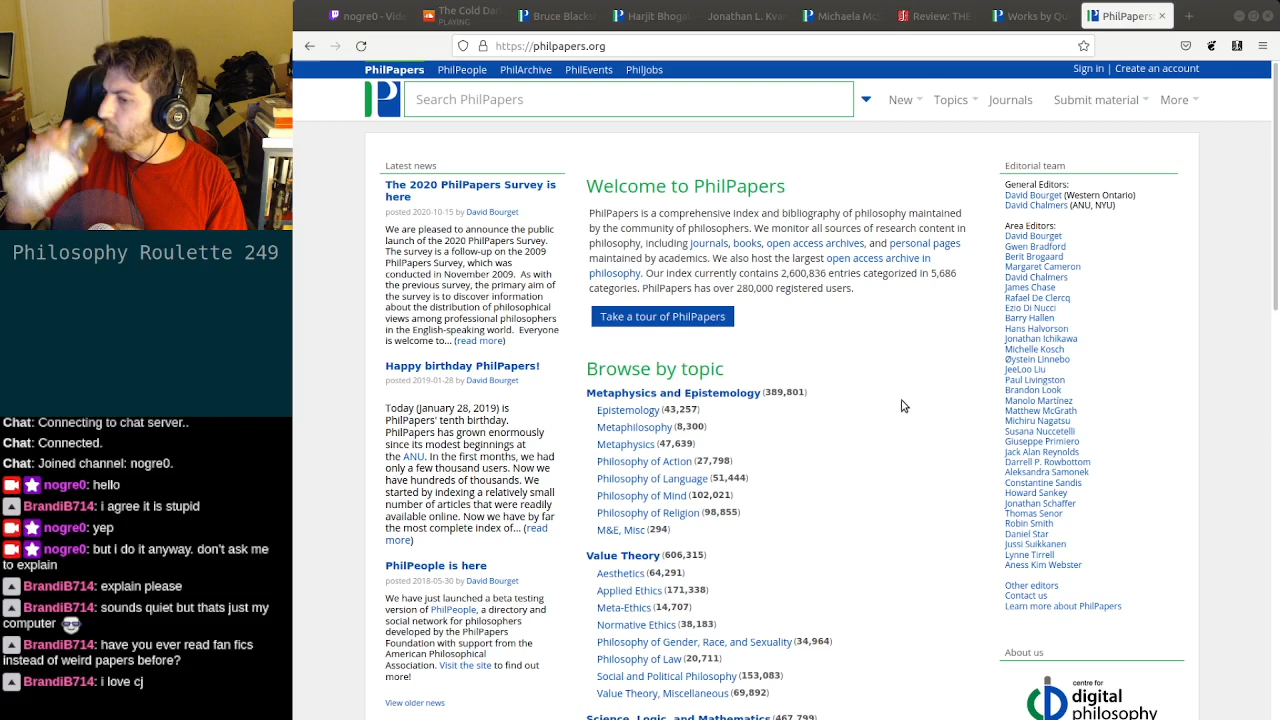 nogre0 - Vide
The Cold Dar
PLAYING
Bruce Blacks
Harjit Bhoga
Jonathan L. Kvan
Michaela Mc
Review: THE
Works by Qu
PhilPapers:
https://philpapers.org
PhilPapers PhilPeople PhilArchive PhilEvents PhilJobs
Sign in | Create an account
Search PhilPapers
New Topics Journals Submit material More
Latest news
The 2020 PhilPapers Survey is
here
posted 2020-10-15 by David Bourget
We are pleased to announce the public
launch of the 2020 PhilPapers Survey.
The survey is a follow-up on the 2009
PhilPapers Survey, which was
conducted in November 2009. As with
the previous survey, the primary aim of
the survey is to discover information
about the distribution of philosophical
views among professional philosophers
in the English-speaking world. Everyone
is welcome to... (read more)
Happy birthday PhilPapers!
posted 2019-01-28 by David Bourget
Today (January 28, 2019) is
PhilPapers' tenth birthday.
PhilPapers has grown enormously
since its modest beginnings at
the ANU. In the first months, we had
only a few thousand users. Now we
have hundreds of thousands. We
started by indexing a relatively small
number of articles that were readily
available online. Now we have by far
the most complete index of... (read
more)
PhilPeople is here
posted 2018-05-30 by David Bourget
We have just launched a beta testing
version of PhilPeople, a directory and
social network for philosophers
developed by the PhilPapers
Foundation with support from the
American Philosophical
Association. Visit the site to find out
more!
View older news
Welcome to PhilPapers
PhilPapers is a comprehensive index and bibliography of philosophy maintained
by the community of philosophers. We monitor all sources of research content in
philosophy, including journals, books, open access archives, and personal pages
maintained by academics. We also host the largest open access archive in
philosophy. Our index currently contains 2,600,836 entries categorized in 5,686
categories. PhilPapers has over 280,000 registered users.
Take a tour of PhilPapers
Browse by topic
Metaphysics and Epistemology (389,801)
Epistemology (43,257)
Metaphilosophy (8,300)
Metaphysics (47,639)
Philosophy of Action (27,798)
Philosophy of Language (51,444)
Philosophy of Mind (102,021)
Philosophy of Religion (98,855)
M&E, Misc (294)
Value Theory (606,315)
Aesthetics (64,291)
Applied Ethics (171,338)
Meta-Ethics (14,707)
Normative Ethics (38,183)
Philosophy of Gender, Race, and Sexuality (34,964)
Philosophy of Law (20,711)
Social and Political Philosophy (153,083)
Value Theory, Miscellaneous (69,892)
Science, Logic, and Mathematics (467,799)
Editorial team
General Editors:
David Bourget (Western Ontario)
David Chalmers (ANU, NYU)
Area Editors:
David Bourget
Gwen Bradford
Berit Brogaard
Margaret Cameron
David Chalmers
James Chase
Rafael De Clercq
Ezio Di Nucci
Barry Hallen
Hans Halvorson
Jonathan Ichikawa
Michelle Kosch
Øystein Linnebo
JeeLoo Liu
Paul Livingston
Brandon Look
Manolo Martínez
Matthew McGrath
Michiru Nagatsu
Susana Nuccetelli
Giuseppe Primiero
Jack Alan Reynolds
Darrell P. Rowbottom
Aleksandra Samonek
Constantine Sandis
Howard Sankey
Jonathan Schaffer
Thomas Senor
Robin Smith
Daniel Star
Jussi Suikkanen
Lynne Tirrell
Aness Kim Webster
Other editors
Contact us
Learn more about PhilPapers
About us
centre for
digital
philosophy
Philosophy Roulette 249
Chat: Connecting to chat server..
Chat: Connected.
Chat: Joined channel: nogre0.
nogre0: hello
BrandiB714: i agree it is stupid
nogre0: yep
nogre0: but i do it anyway. don't ask me
to explain
BrandiB714: explain please
BrandiB714: sounds quiet but thats just my
computer
BrandiB714: have you ever read fan fics
instead of weird papers before?
BrandiB714: i love cj